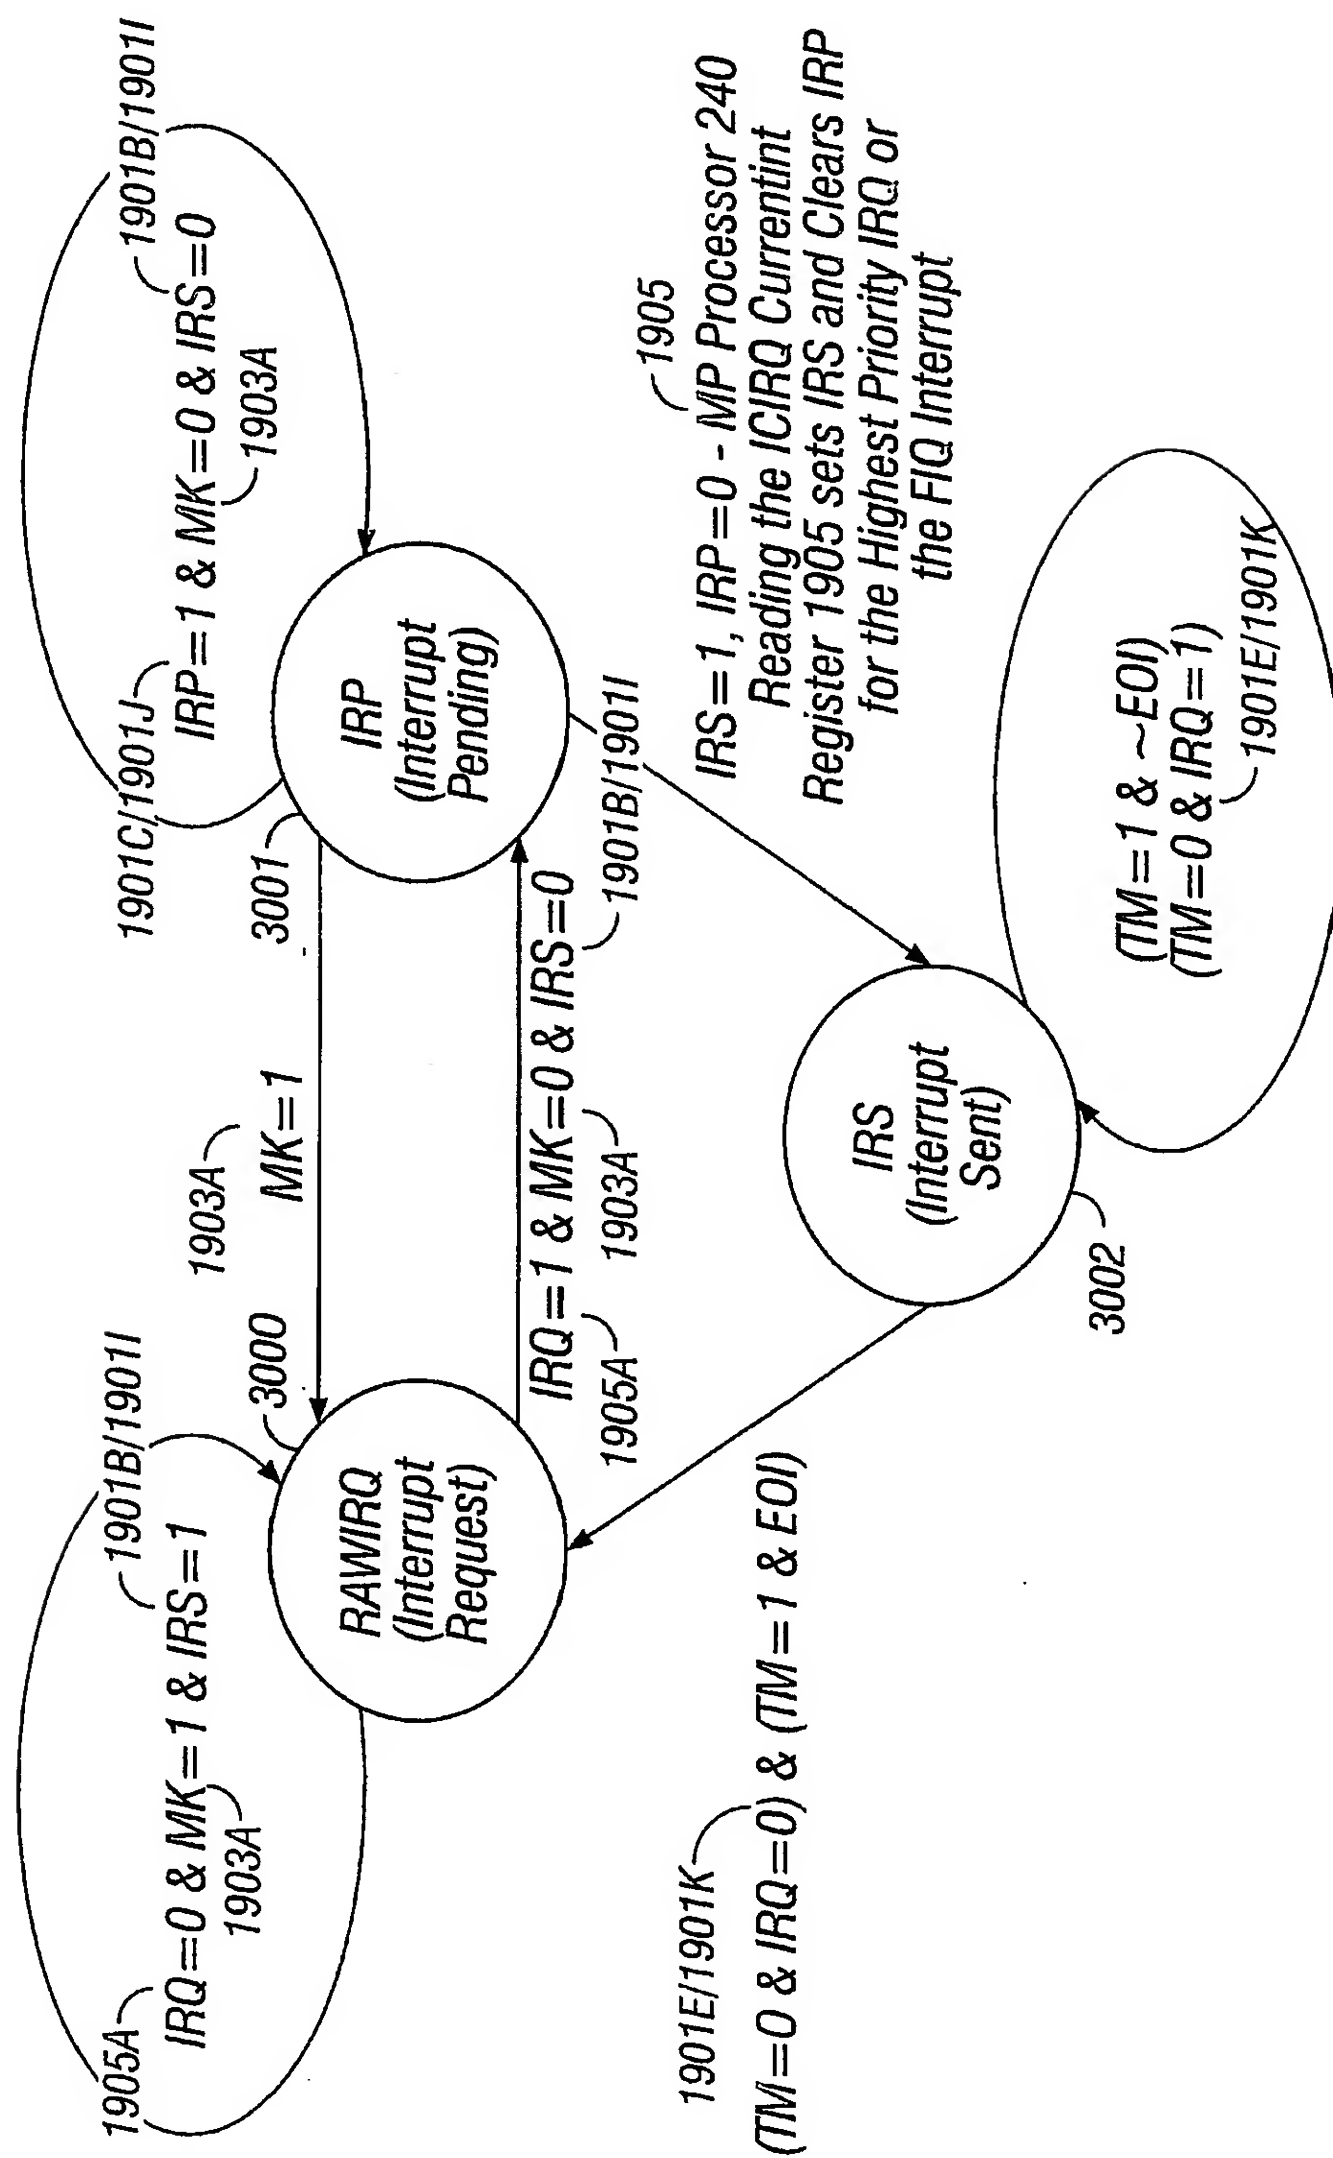 1905A
IRQ=0 & MK=1 & IRS=1
1903A
1901B/1901I
3000
RAWIRQ
(Interrupt
Request)
1903A
MK=1
IRQ=1 & MK=0 & IRS=0
1905A
1903A
1901B/1901I
1901C/1901J
IRP=1 & MK=0 & IRS=0
1903A
1901B/1901I
3001
IRP
(Interrupt
Pending)
1905
IRS=1, IRP=0 - MP Processor 240
Reading the ICIRQ Currentint
Register 1905 sets IRS and Clears IRP
for the Highest Priority IRQ or
the FIQ Interrupt
1901E/1901K
(TM=0 & IRQ=0) & (TM=1 & EOI)
IRS
(Interrupt
Sent)
3002
(TM=1 & ~EOI)
(TM=0 & IRQ=1)
1901E/1901K